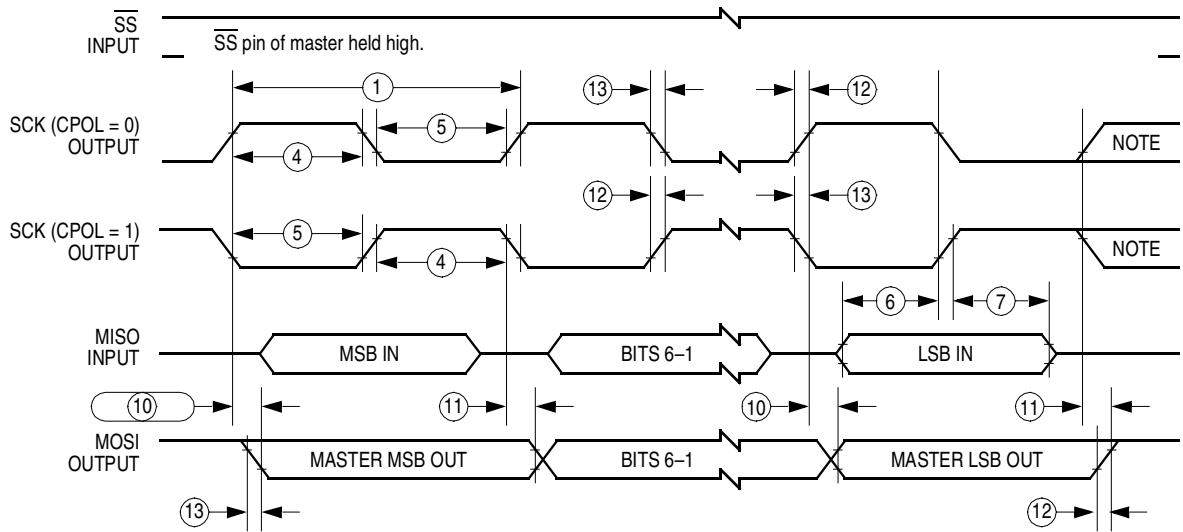 SS
INPUT
SS pin of master held high.
1
13
12
SCK (CPOL = 0)
OUTPUT
5
4
NOTE
12
13
SCK (CPOL = 1)
OUTPUT
5
4
NOTE
6
7
MISO
INPUT
MSB IN
BITS 6–1
LSB IN
10
11
10
11
MOSI
OUTPUT
MASTER MSB OUT
BITS 6–1
MASTER LSB OUT
13
12